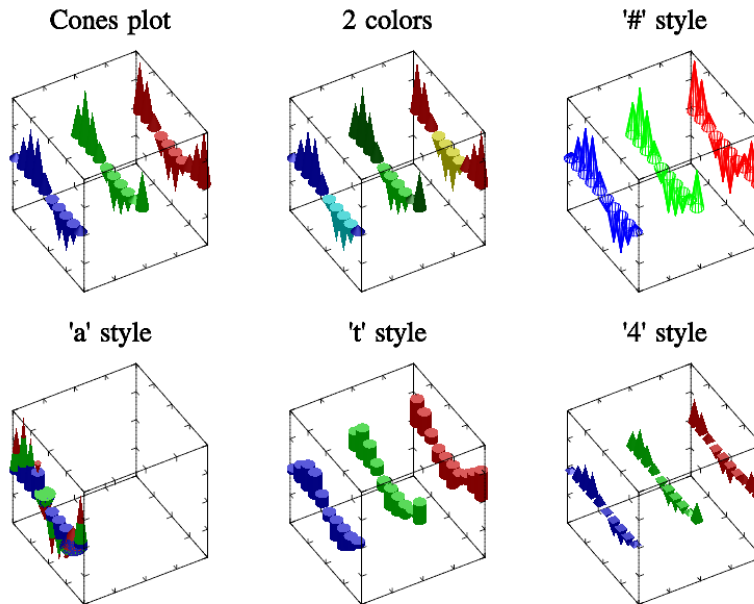 Cones plot
2 colors
'#' style
'a' style
't' style
'4' style